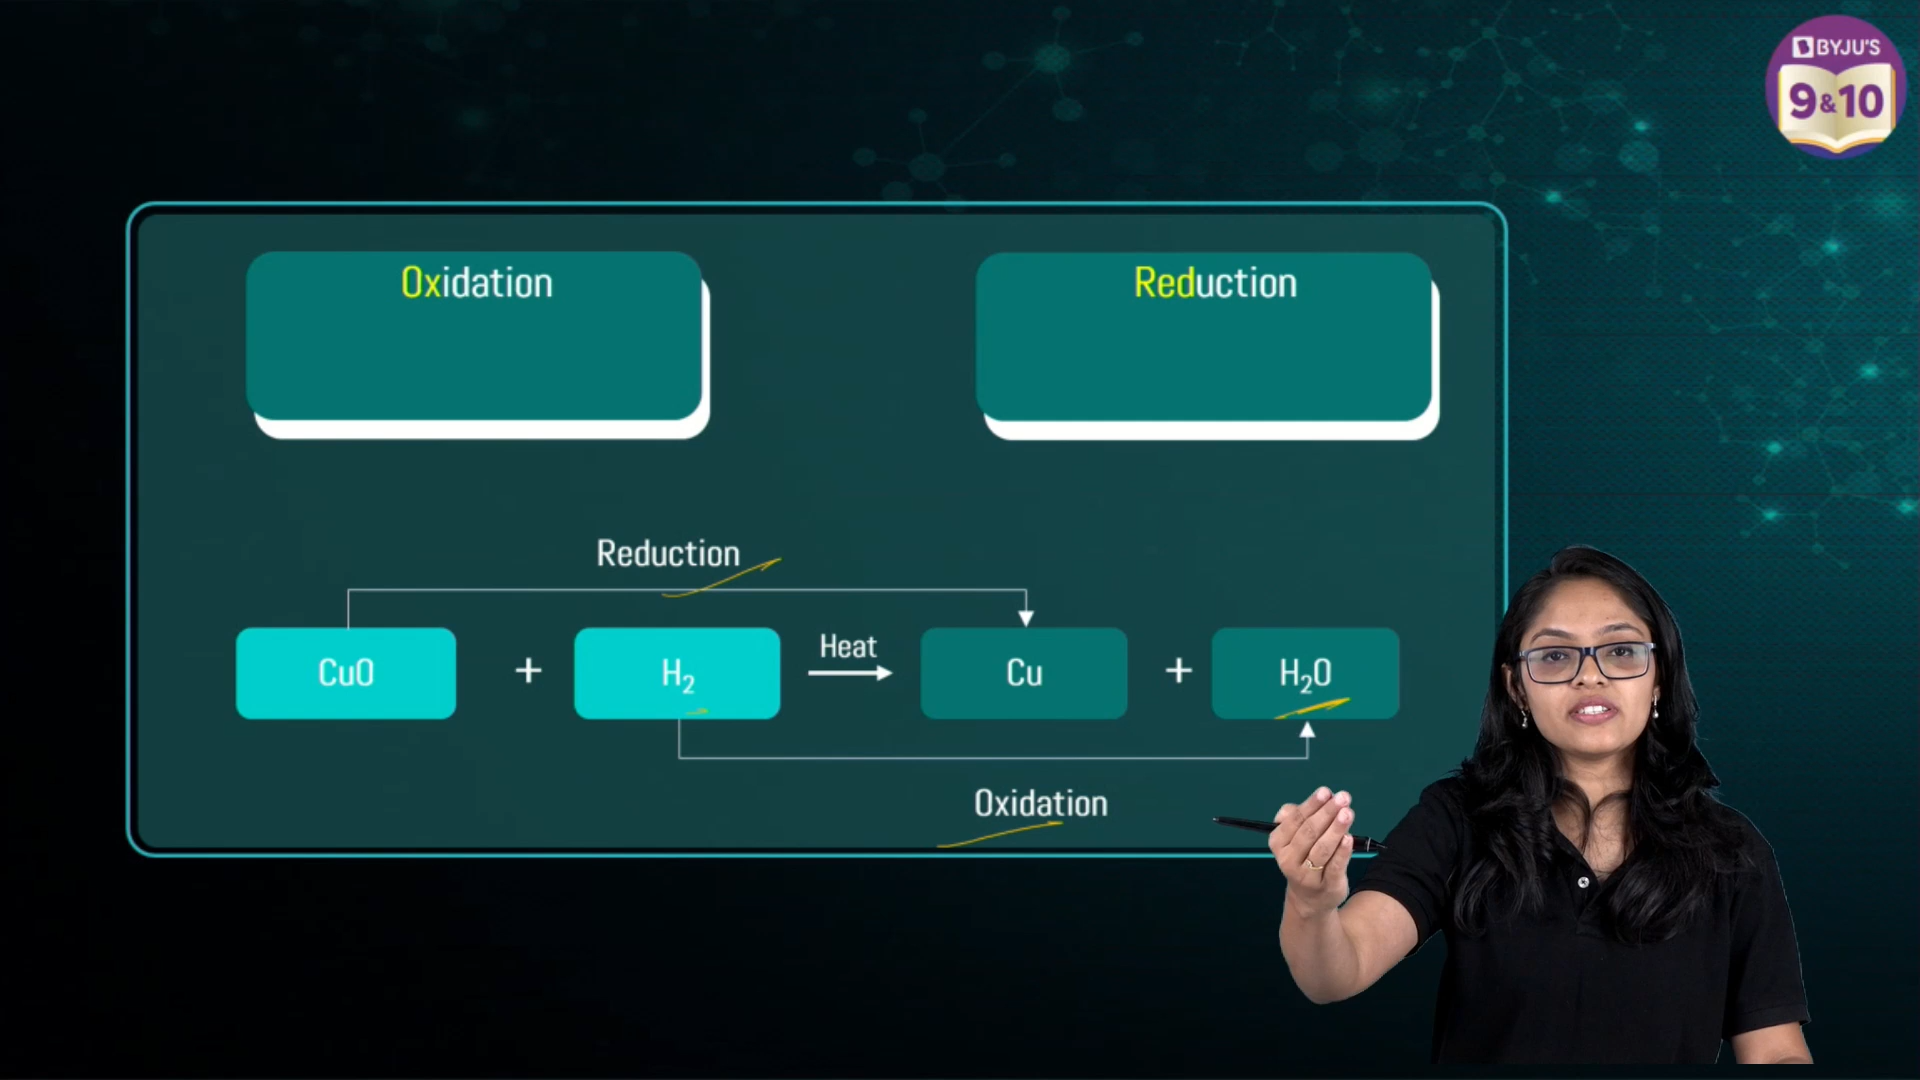 BYJU'S
9&10
Oxidation
Reduction
Reduction
CuO + H₂ Heat Cu + H₂O
Oxidation